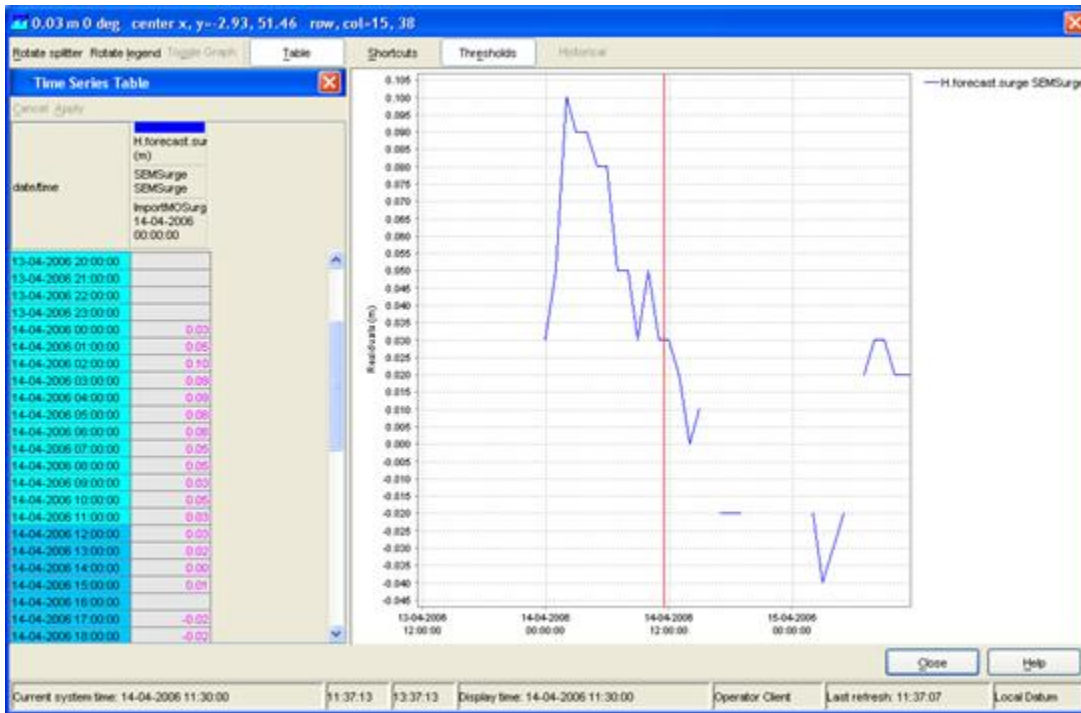 0.03 m 0 deg center x, y=-2.93, 51.46 row, col=15, 38
Rotate splitter Rotate legend Toggle Graph Table Shortcuts Thresholds Historical
Time Series Table
Cancel Apply
date/time
H.forecast.sur
(m)
SEMSurge
SEMSurge
ImportMOSurg
14-04-2006
00:00:00
13-04-2006 20:00:00
13-04-2006 21:00:00
13-04-2006 22:00:00
13-04-2006 23:00:00
14-04-2006 00:00:00 0.03
14-04-2006 01:00:00 0.05
14-04-2006 02:00:00 0.10
14-04-2006 03:00:00 0.09
14-04-2006 04:00:00 0.09
14-04-2006 05:00:00 0.08
14-04-2006 06:00:00 0.08
14-04-2006 07:00:00 0.05
14-04-2006 08:00:00 0.05
14-04-2006 09:00:00 0.03
14-04-2006 10:00:00 0.05
14-04-2006 11:00:00 0.03
14-04-2006 12:00:00 0.03
14-04-2006 13:00:00 0.02
14-04-2006 14:00:00 0.00
14-04-2006 15:00:00 0.01
14-04-2006 16:00:00
14-04-2006 17:00:00 -0.02
14-04-2006 18:00:00 -0.02
Residuals (m)
0.105
0.100
0.095
0.090
0.085
0.080
0.075
0.070
0.065
0.060
0.055
0.050
0.045
0.040
0.035
0.030
0.025
0.020
0.015
0.010
0.005
0.000
-0.005
-0.010
-0.015
-0.020
-0.025
-0.030
-0.035
-0.040
-0.045
13-04-2006
12:00:00
14-04-2006
00:00:00
14-04-2006
12:00:00
15-04-2006
00:00:00
H.forecast.surge SEMSurge
Close Help
Current system time: 14-04-2006 11:30:00 11:37:13 13:37:13 Display time: 14-04-2006 11:30:00 Operator Client Last refresh: 11:37:07 Local Datum